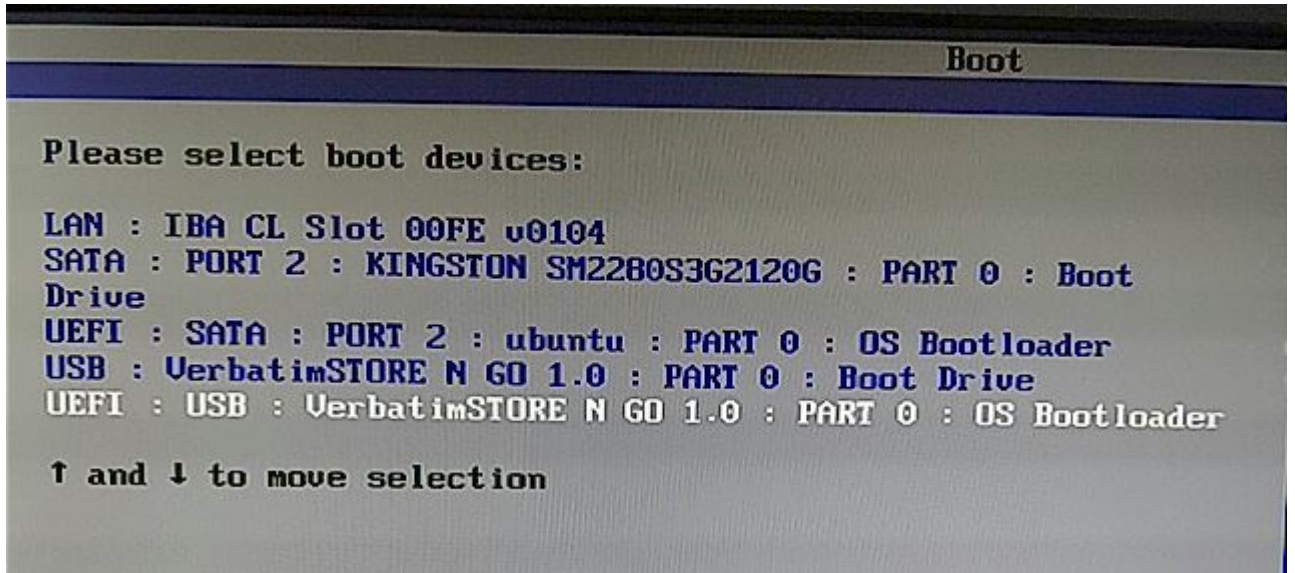 Boot
Please select boot devices:
LAN : IBA CL Slot 00FE v0104
SATA : PORT 2 : KINGSTON SM2280S3G2120G : PART 0 : Boot
Drive
UEFI : SATA : PORT 2 : ubuntu : PART 0 : OS Bootloader
USB : VerbatimSTORE N GO 1.0 : PART 0 : Boot Drive
UEFI : USB : VerbatimSTORE N GO 1.0 : PART 0 : OS Bootloader
↑ and ↓ to move selection